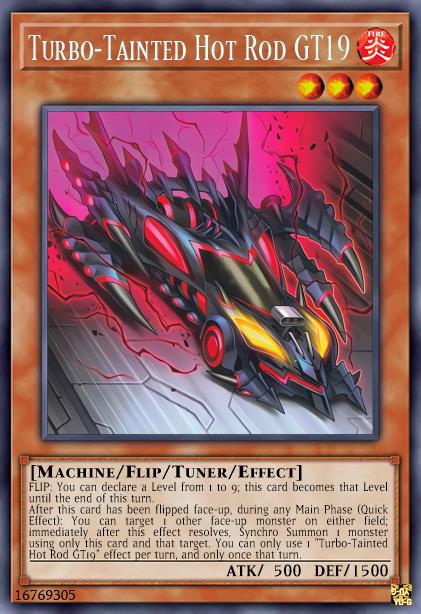 TURBO-TAINTED HOT ROD GT19
FIRE
炎
[MACHINE/FLIP/TUNER/EFFECT]
FLIP: You can declare a Level from 1 to 9; this card becomes that Level
until the end of this turn.
After this card has been flipped face-up, during any Main Phase (Quick
Effect): You can target 1 other face-up monster on either field;
immediately after this effect resolves, Synchro Summon 1 monster
using only this card and that target. You can only use 1 "Turbo-Tainted
Hot Rod GT19" effect per turn, and only once that turn.
ATK/ 500 DEF/1500
16769305